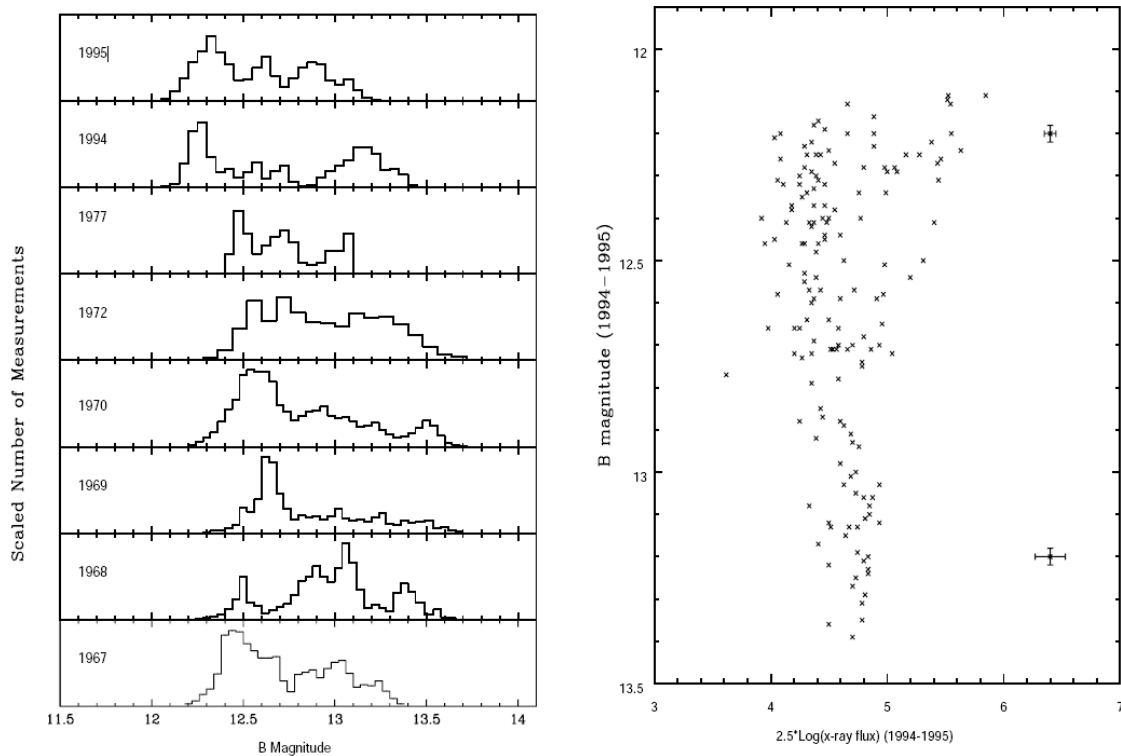 Scaled Number of Measurements
1995
1994
1977
1972
1970
1969
1968
1967
11.5 12 12.5 13 13.5 14
B Magnitude
B magnitude (1994-1995)
12
12.5
13
13.5
3 4 5 6 7
2.5*Log(x-ray flux) (1994-1995)